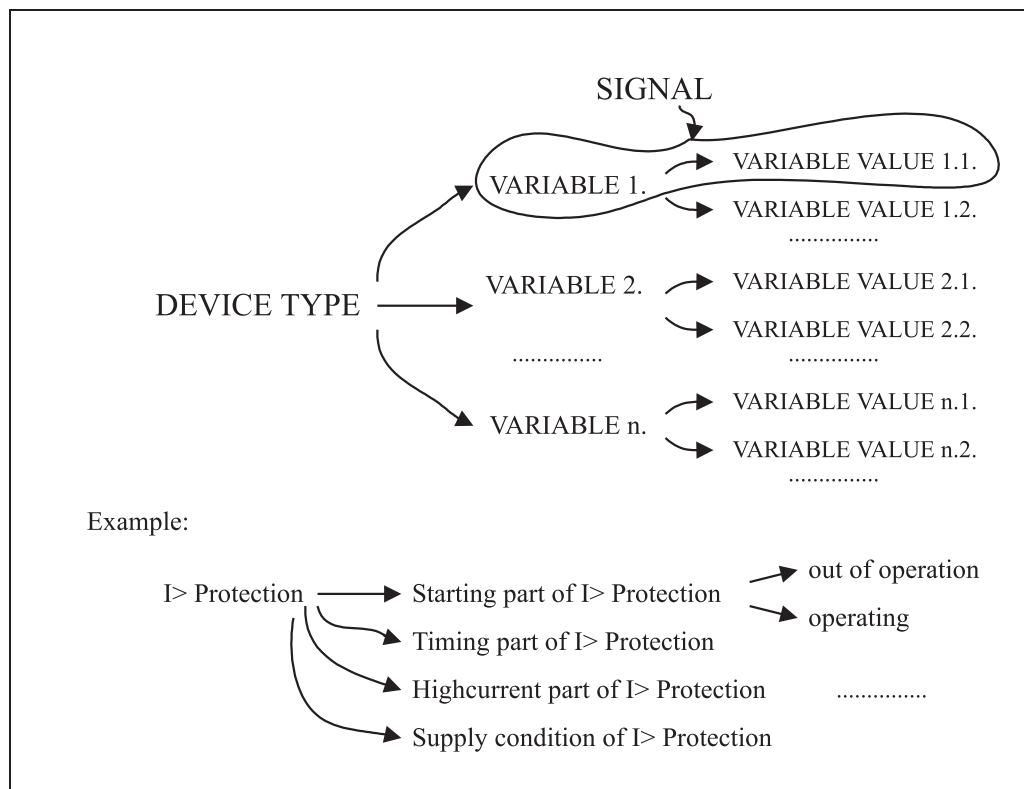 SIGNAL
VARIABLE VALUE 1.1.
VARIABLE 1.
VARIABLE VALUE 1.2.
...............
VARIABLE 2.
VARIABLE VALUE 2.1.
DEVICE TYPE
VARIABLE VALUE 2.2.
...............
...............
VARIABLE n.
VARIABLE VALUE n.1.
VARIABLE VALUE n.2.
...............
Example:
I> Protection
Starting part of I> Protection
out of operation
operating
Timing part of I> Protection
Highcurrent part of I> Protection
...............
Supply condition of I> Protection